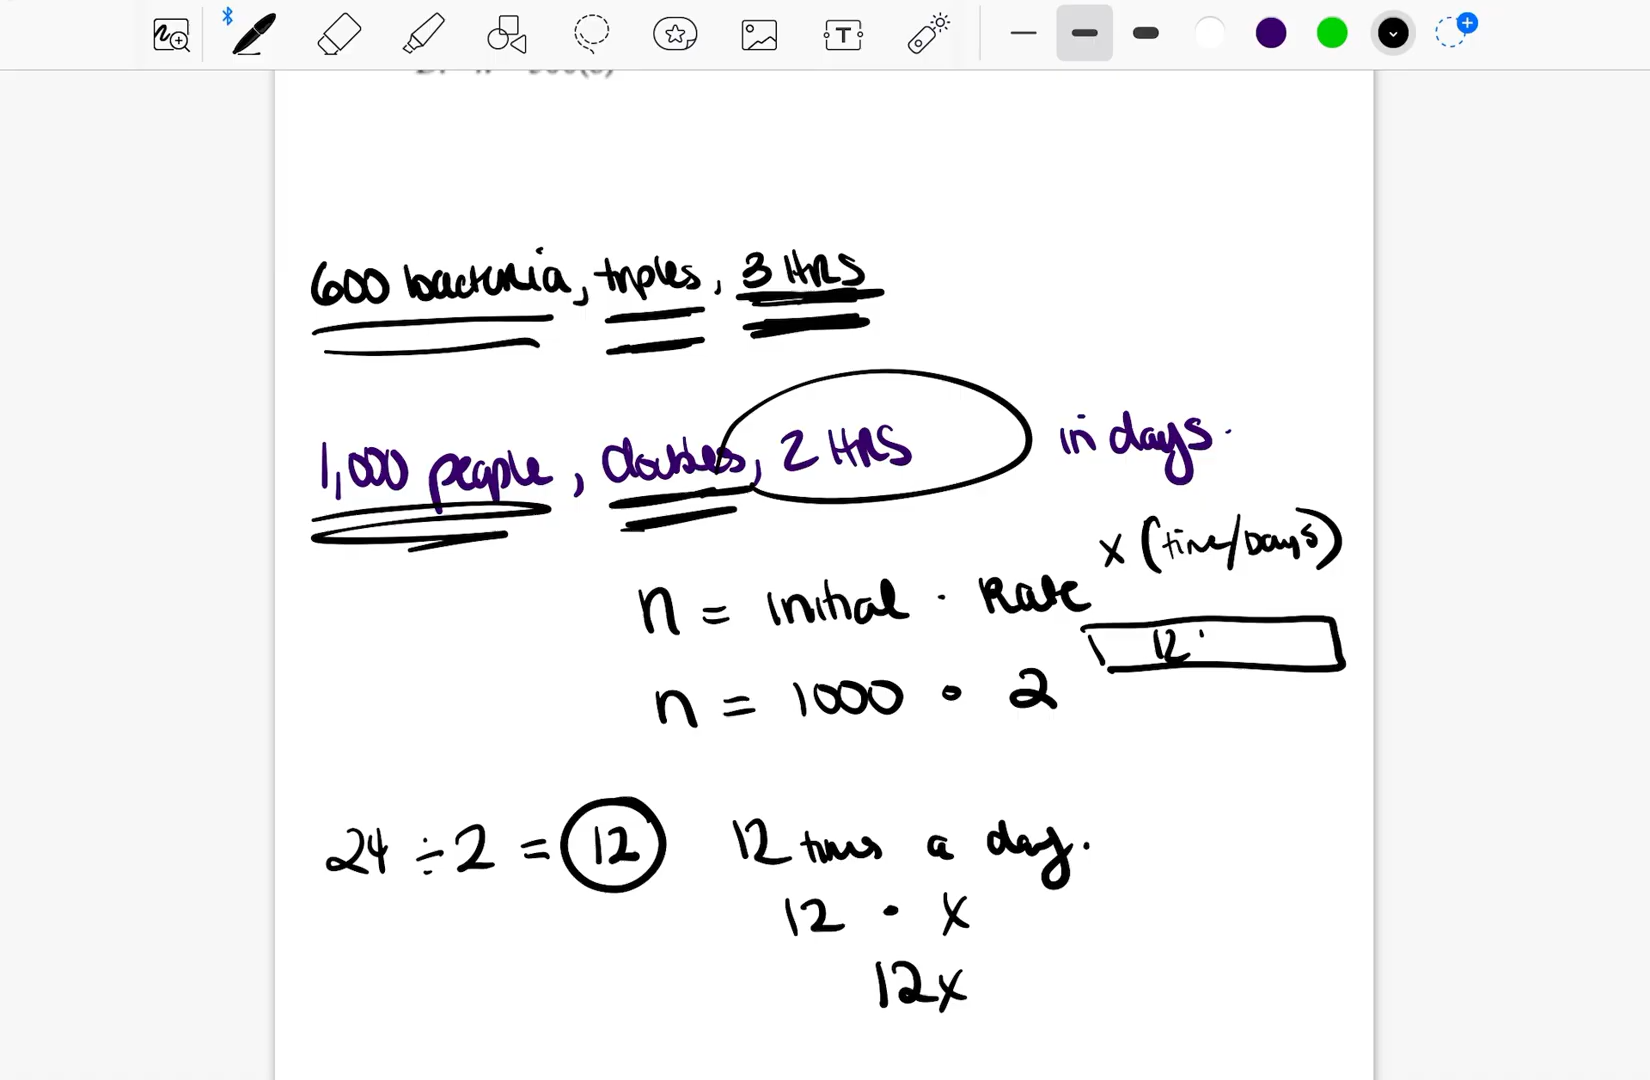 600 bacteria, triples, 3 HRS
1,000 people, doubles, 2 HRS in days.
x (time/Days)
n = initial · Rate
12
n = 1000 · 2
24 ÷ 2 = 12 12 times a day.
12 · x
12x